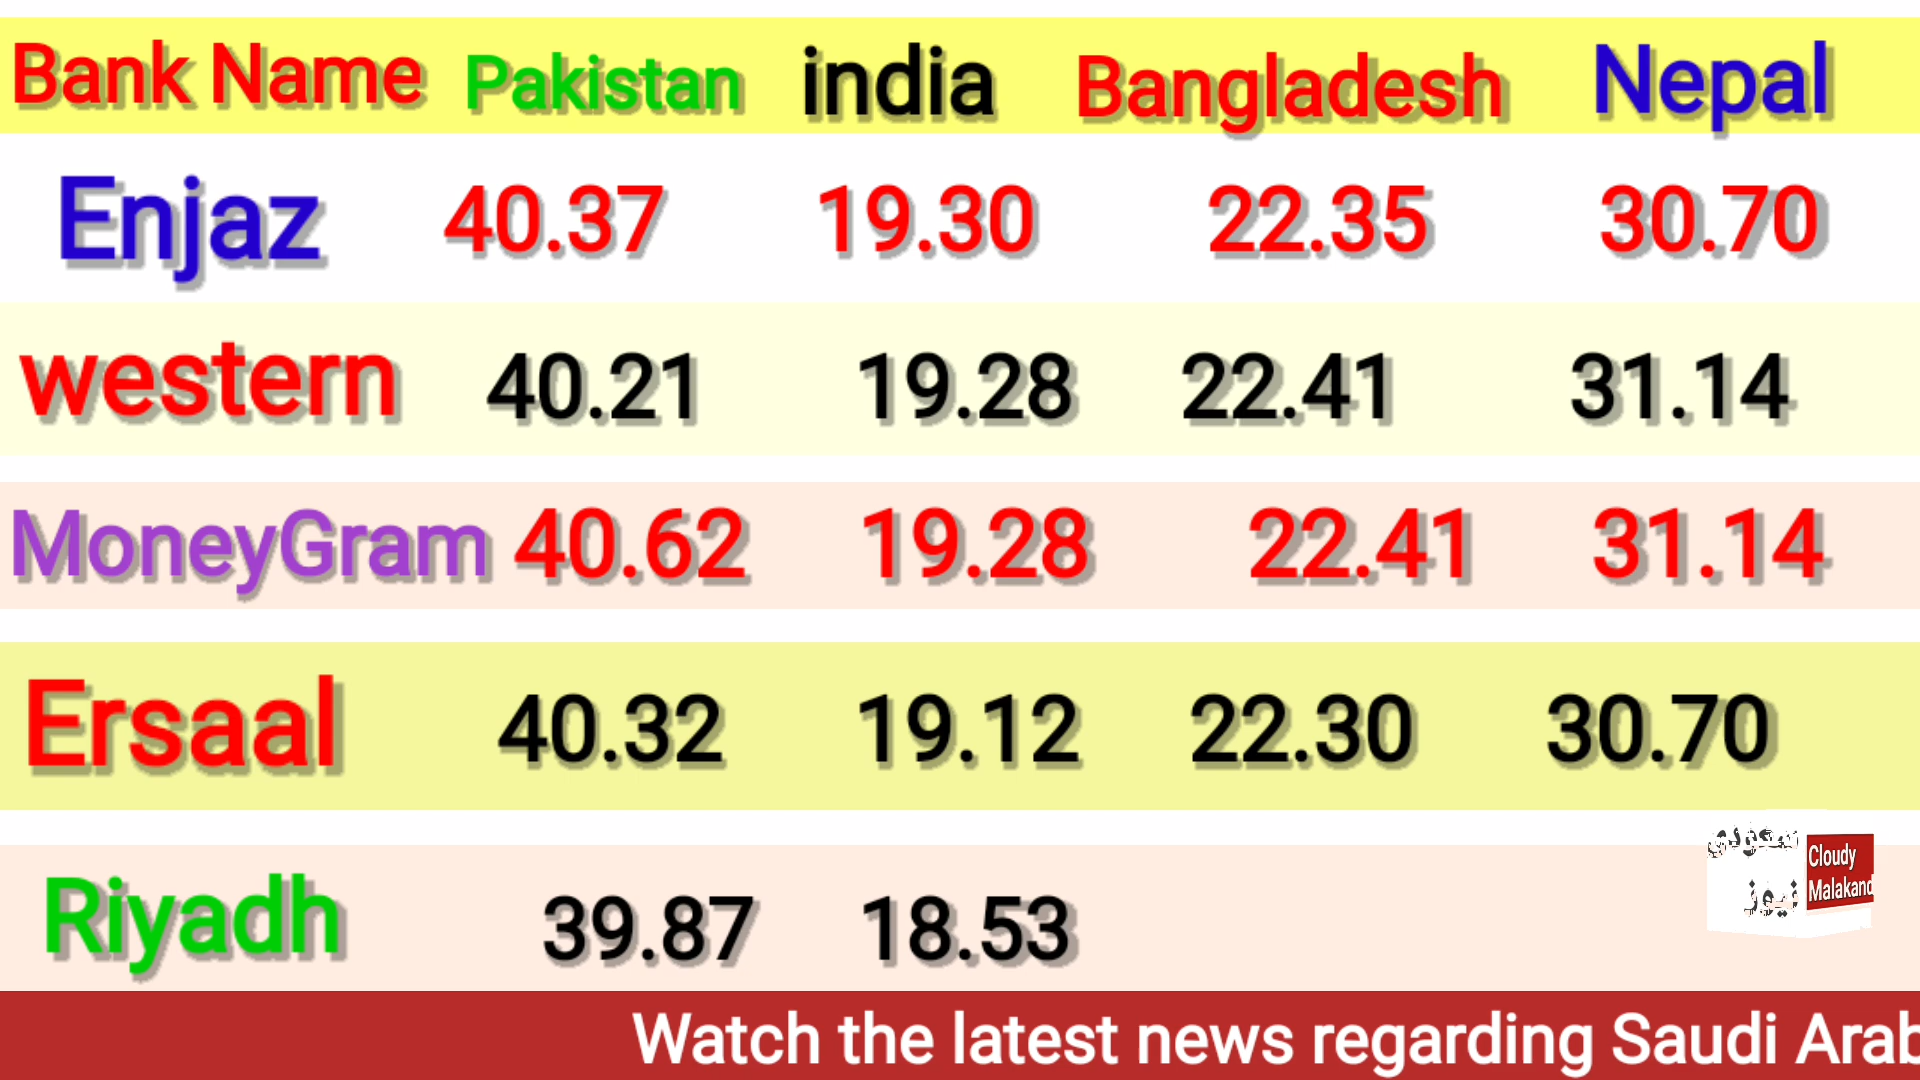 Bank Name Pakistan india Bangladesh Nepal
Enjaz 40.37 19.30 22.35 30.70
western 40.21 19.28 22.41 31.14
MoneyGram 40.62 19.28 22.41 31.14
Ersaal 40.32 19.12 22.30 30.70
سعودي
Cloudy
نيوز
Malakand
Riyadh 39.87 18.53
Watch the latest news regarding Saudi Arab